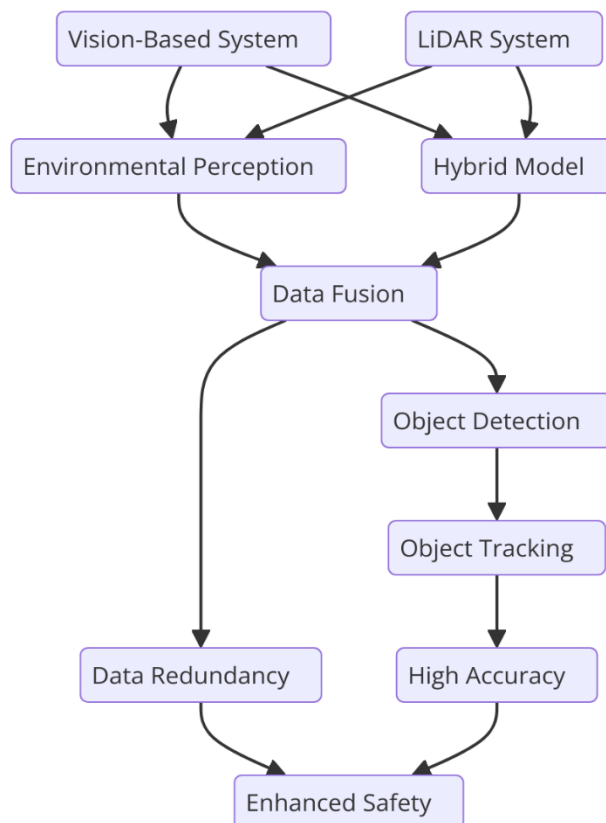 Vision-Based System
LiDAR System
Environmental Perception
Hybrid Model
Data Fusion
Object Detection
Object Tracking
Data Redundancy
High Accuracy
Enhanced Safety